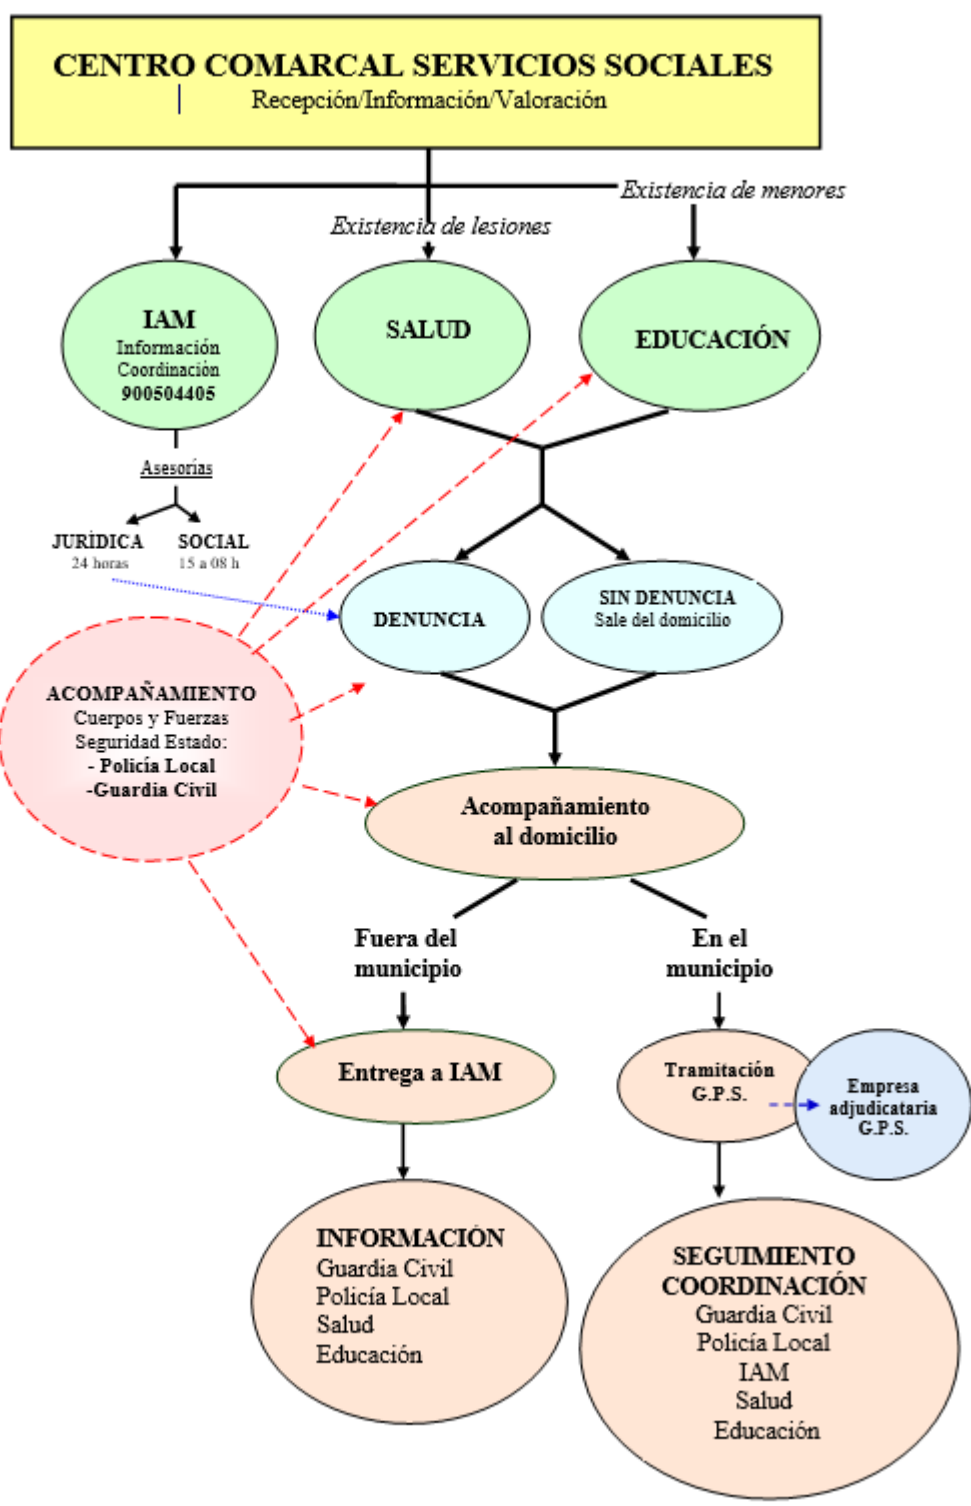 CENTRO COMARCAL SERVICIOS SOCIALES
Recepción/Información/Valoración
Existencia de menores
Existencia de lesiones
IAM
Información
Coordinación
900504405
SALUD
EDUCACIÓN
Asesorías
JURÍDICA
24 horas
SOCIAL
15 a 08 h
DENUNCIA
SIN DENUNCIA
Sale del domicilio
ACOMPAÑAMIENTO
Cuerpos y Fuerzas
Seguridad Estado:
- Policía Local
-Guardia Civil
Acompañamiento
al domicilio
Fuera del
municipio
En el
municipio
Entrega a IAM
Tramitación
G.P.S.
Empresa
adjudicataria
G.P.S.
INFORMACIÓN
Guardia Civil
Policía Local
Salud
Educación
SEGUIMIENTO
COORDINACIÓN
Guardia Civil
Policía Local
IAM
Salud
Educación